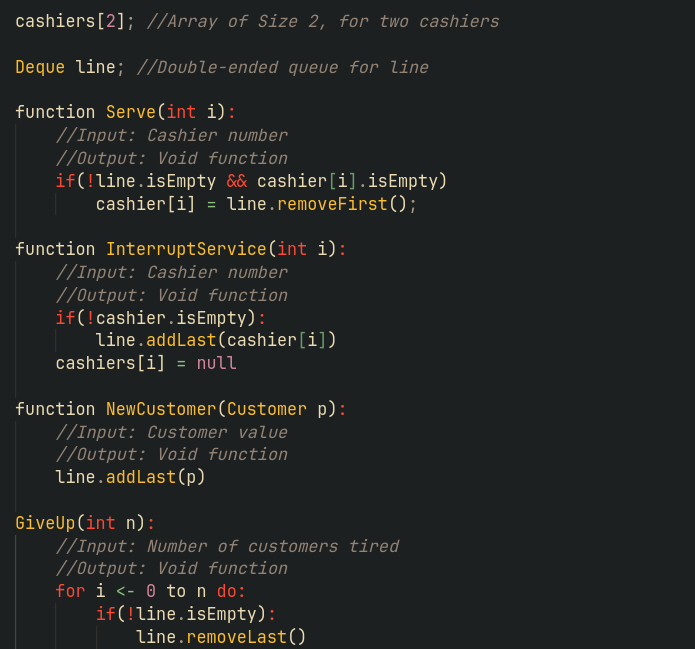 cashiers[2]; //Array of Size 2, for two cashiers
Deque line; //Double-ended queue for line
function Serve(int i):
//Input: Cashier number
//Output: Void function
if(!line.isEmpty && cashier[i].isEmpty)
cashier[i] = line.removeFirst();
function InterruptService(int i):
//Input: Cashier number
//Output: Void function
if(!cashier.isEmpty):
line.addLast(cashier[i])
cashiers[i] = null
function NewCustomer(Customer p):
//Input: Customer value
//Output: Void function
line.addLast(p)
GiveUp(int n):
//Input: Number of customers tired
//Output: Void function
for i <- 0 to n do:
if(!line.isEmpty):
line.removeLast()